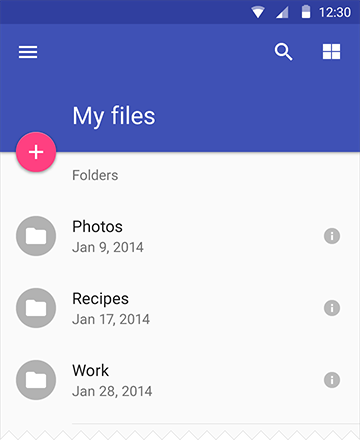 12:30
My files
Folders
Photos
Jan 9, 2014
Recipes
Jan 17, 2014
Work
Jan 28, 2014